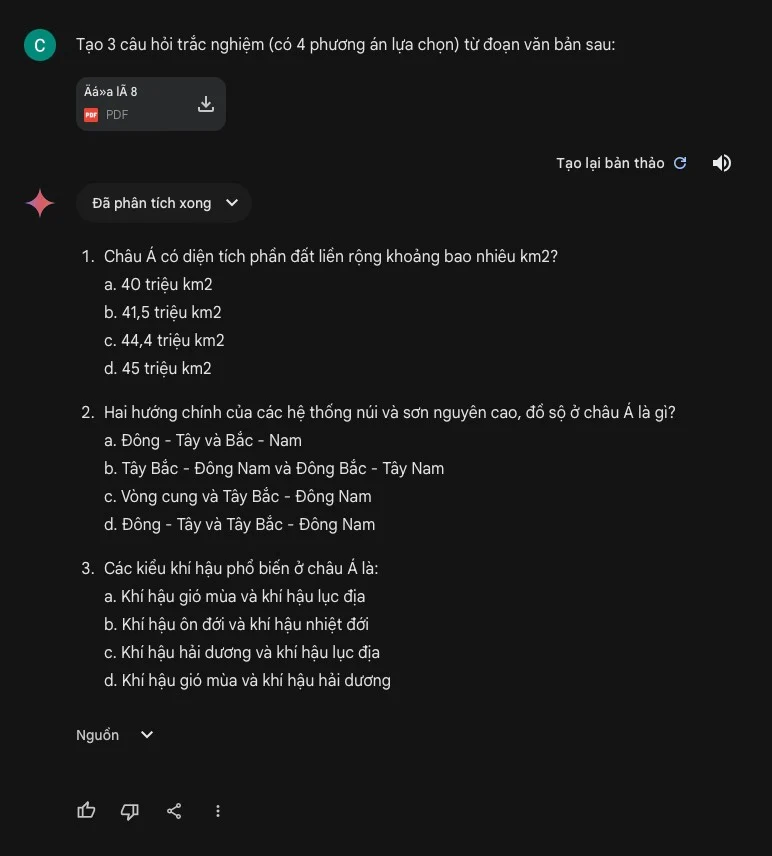 C
Tạo 3 câu hỏi trắc nghiệm (có 4 phương án lựa chọn) từ đoạn văn bản sau:
Äá»a lÃ­ 8
PDF PDF
Tạo lại bản thảo
Đã phân tích xong
1. Châu Á có diện tích phần đất liền rộng khoảng bao nhiêu km2?
a. 40 triệu km2
b. 41,5 triệu km2
c. 44,4 triệu km2
d. 45 triệu km2
2. Hai hướng chính của các hệ thống núi và sơn nguyên cao, đồ sộ ở châu Á là gì?
a. Đông - Tây và Bắc - Nam
b. Tây Bắc - Đông Nam và Đông Bắc - Tây Nam
c. Vòng cung và Tây Bắc - Đông Nam
d. Đông - Tây và Tây Bắc - Đông Nam
3. Các kiểu khí hậu phổ biến ở châu Á là:
a. Khí hậu gió mùa và khí hậu lục địa
b. Khí hậu ôn đới và khí hậu nhiệt đới
c. Khí hậu hải dương và khí hậu lục địa
d. Khí hậu gió mùa và khí hậu hải dương
Nguồn